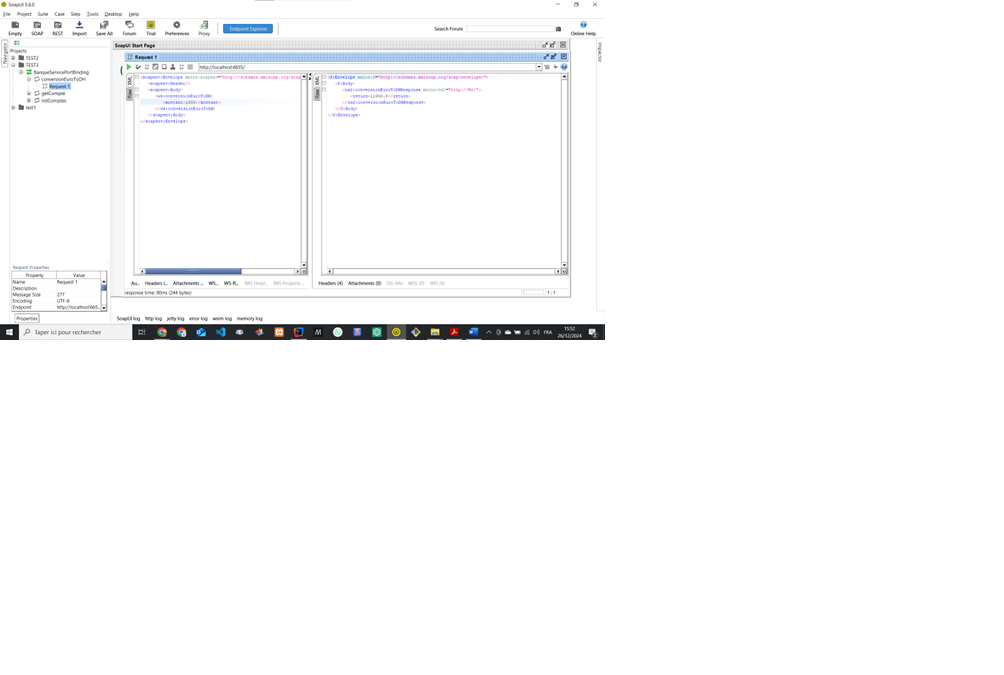 SoapUI 5.8.0
File Project Suite Case Step Tools Desktop Help
Empty SOAP REST Import Save All Forum Trial Preferences Proxy
Endpoint Explorer
Search Forum
Online Help
Navigator
Projects
TEST2
TEST3
BanqueServicePortBinding
conversionEuroToDH
Request 1
getCompte
listComptes
test1
SoapUI Start Page
Request 1
http://localhost:6655/
XML
Raw
<soapenv:Envelope xmlns:soapenv="http://schemas.xmlsoap.org/soap
<soapenv:Header/>
<soapenv:Body>
<ws:conversionEuroToDH>
<montant>1000</montant>
</ws:conversionEuroToDH>
</soapenv:Body>
</soapenv:Envelope>
XML
Raw
<S:Envelope xmlns:S="http://schemas.xmlsoap.org/soap/envelope/">
<S:Body>
<ns2:conversionEuroToDHResponse xmlns:ns2="http://WS/">
<return>11000.0</return>
</ns2:conversionEuroToDHResponse>
</S:Body>
</S:Envelope>
Inspector
Request Properties
Property Value
Name Request 1
Description
Message Size 277
Encoding UTF-8
Endpoint http://localhost:665...
Properties
Au... Headers (... Attachments ... WS... WS-R... JMS Head... JMS Property ...
Headers (4) Attachments (0) SSL Info WSS (0) JMS (0)
response time: 90ms (244 bytes)
1 : 1
SoapUI log http log jetty log error log wsrm log memory log
Taper ici pour rechercher
FRA
15:52
26/12/2024